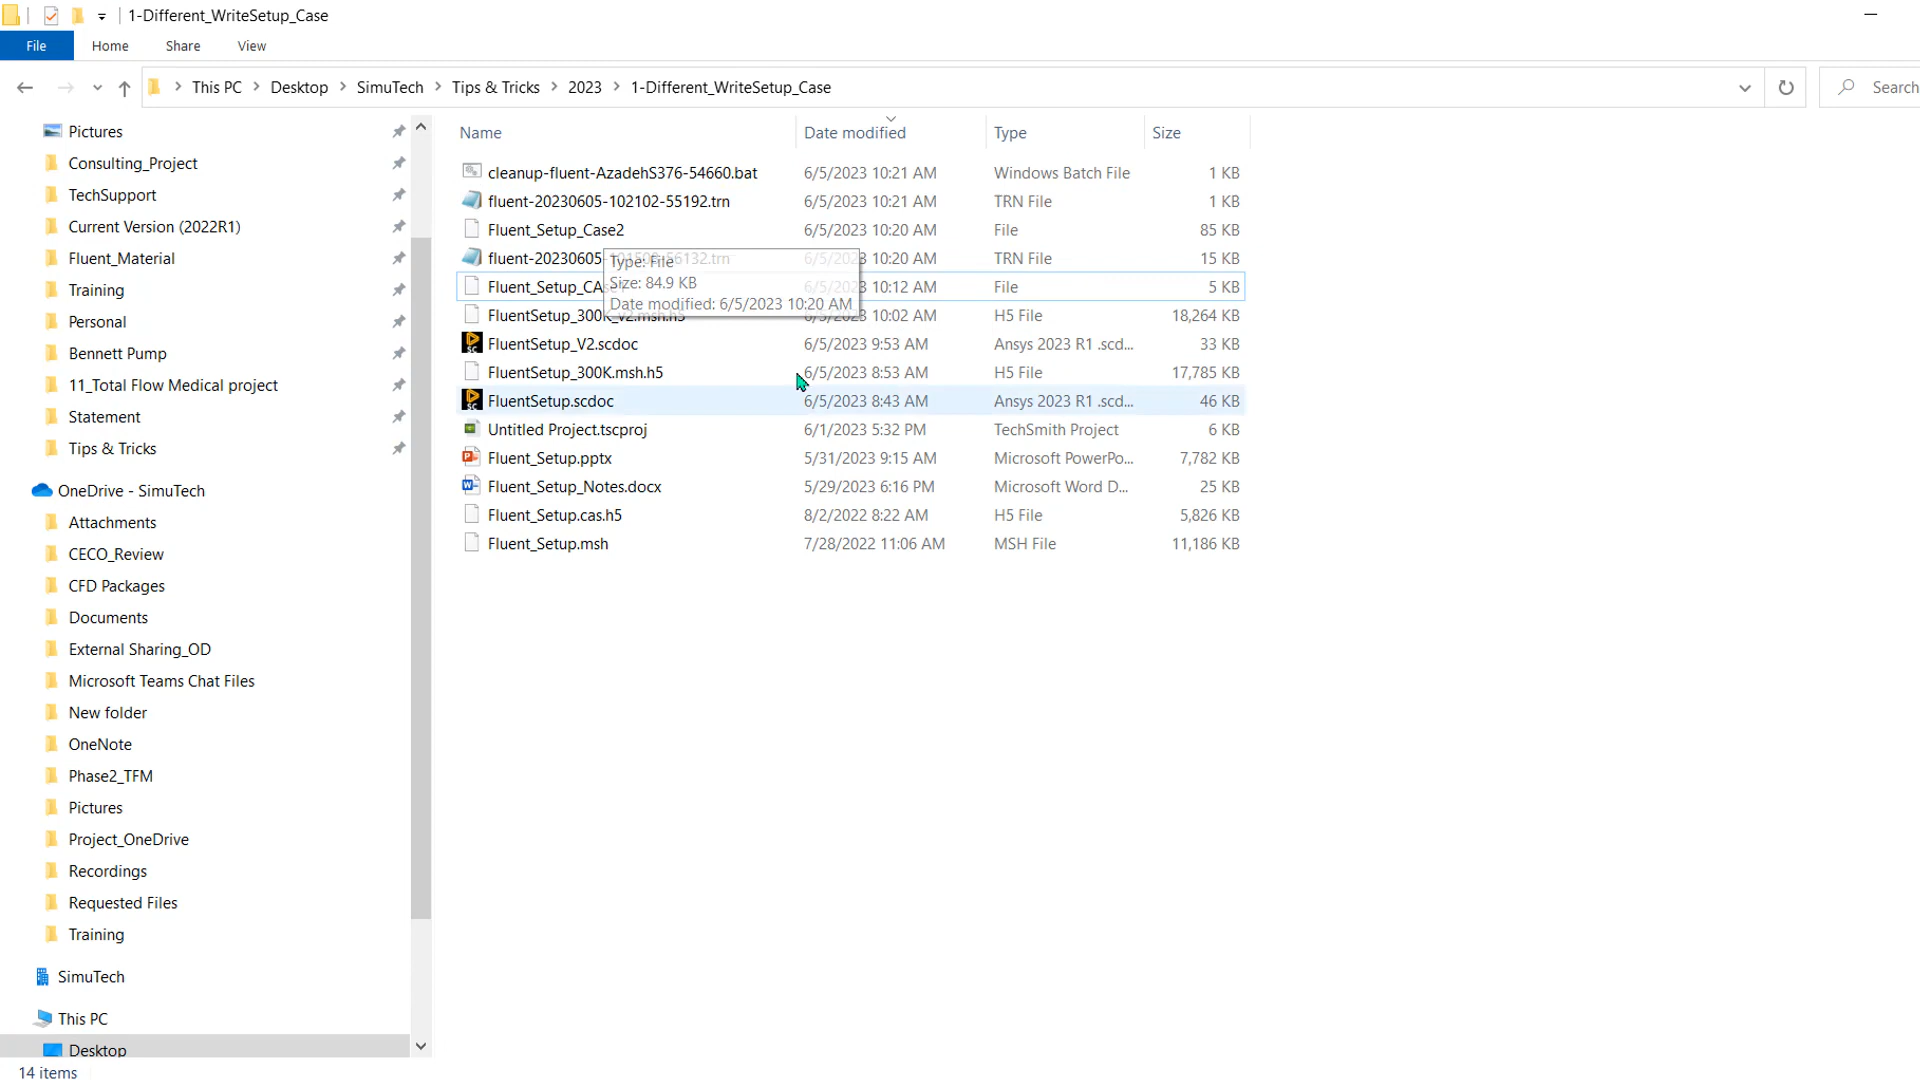 1-Different_WriteSetup_Case
File Home Share View
This PC Desktop SimuTech Tips & Tricks 2023 1-Different_WriteSetup_Case
Search
Pictures
Consulting_Project
TechSupport
Current Version (2022R1)
Fluent_Material
Training
Personal
Bennett Pump
11_Total Flow Medical project
Statement
Tips & Tricks
OneDrive - SimuTech
Attachments
CECO_Review
CFD Packages
Documents
External Sharing_OD
Microsoft Teams Chat Files
New folder
OneNote
Phase2_TFM
Pictures
Project_OneDrive
Recordings
Requested Files
Training
SimuTech
This PC
Desktop
Name Date modified Type Size
cleanup-fluent-AzadehS376-54660.bat 6/5/2023 10:21 AM Windows Batch File 1 KB
fluent-20230605-102102-55192.trn 6/5/2023 10:21 AM TRN File 1 KB
Fluent_Setup_Case2 6/5/2023 10:20 AM File 85 KB
6/5/2023 10:20 AM TRN File 15 KB
6/5/2023 10:12 AM File 5 KB
FluentSetup_300K_v2.msh.h5 6/5/2023 10:02 AM H5 File 18,264 KB
FluentSetup_V2.scdoc 6/5/2023 9:53 AM Ansys 2023 R1 .scd... 33 KB
FluentSetup_300K.msh.h5 6/5/2023 8:53 AM H5 File 17,785 KB
FluentSetup.scdoc 6/5/2023 8:43 AM Ansys 2023 R1 .scd... 46 KB
Untitled Project.tscproj 6/1/2023 5:32 PM TechSmith Project 6 KB
Fluent_Setup.pptx 5/31/2023 9:15 AM Microsoft PowerPo... 7,782 KB
Fluent_Setup_Notes.docx 5/29/2023 6:16 PM Microsoft Word D... 25 KB
Fluent_Setup.cas.h5 8/2/2022 8:22 AM H5 File 5,826 KB
Fluent_Setup.msh 7/28/2022 11:06 AM MSH File 11,186 KB
Type: File
Size: 84.9 KB
Date modified: 6/5/2023 10:20 AM
14 items